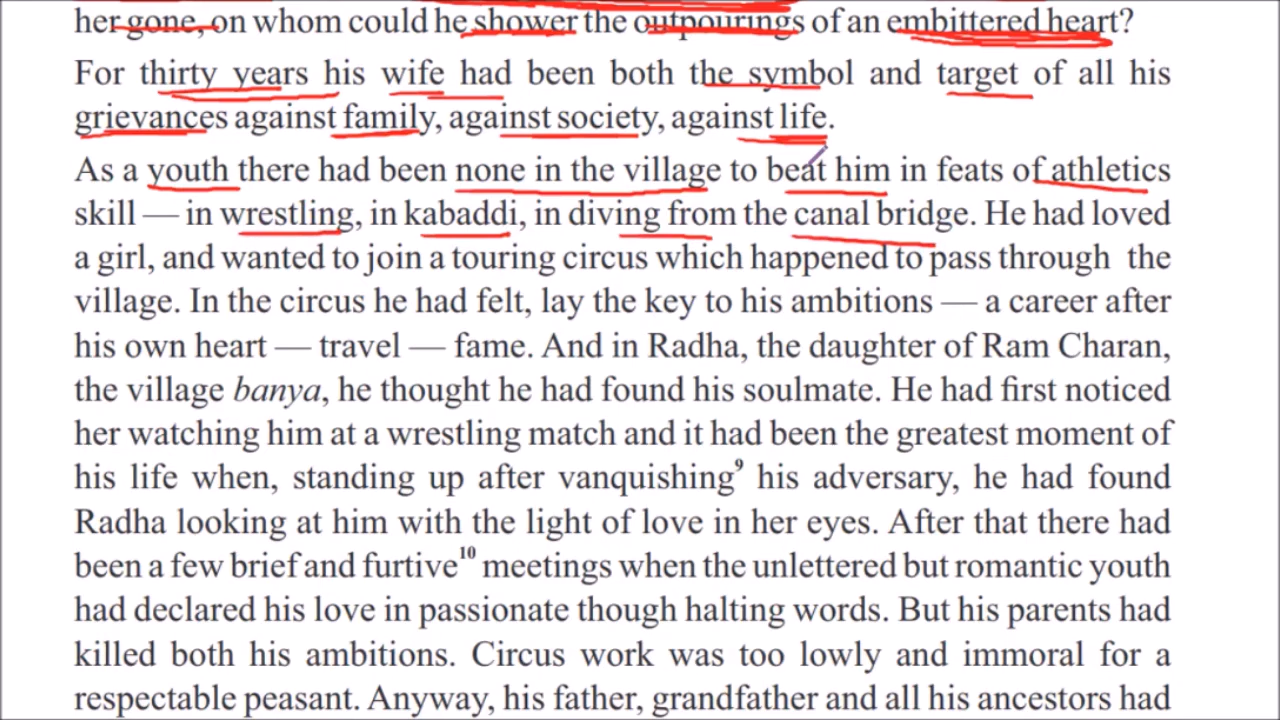 her gone, on whom could he shower the outpourings of an embittered heart?
For thirty years his wife had been both the symbol and target of all his
grievances against family, against society, against life.
As a youth there had been none in the village to beat him in feats of athletics
skill — in wrestling, in kabaddi, in diving from the canal bridge. He had loved
a girl, and wanted to join a touring circus which happened to pass through the
village. In the circus he had felt, lay the key to his ambitions — a career after
his own heart — travel — fame. And in Radha, the daughter of Ram Charan,
the village banya, he thought he had found his soulmate. He had first noticed
her watching him at a wrestling match and it had been the greatest moment of
his life when, standing up after vanquishing⁹ his adversary, he had found
Radha looking at him with the light of love in her eyes. After that there had
been a few brief and furtive¹⁰ meetings when the unlettered but romantic youth
had declared his love in passionate though halting words. But his parents had
killed both his ambitions. Circus work was too lowly and immoral for a
respectable peasant. Anyway, his father, grandfather and all his ancestors had